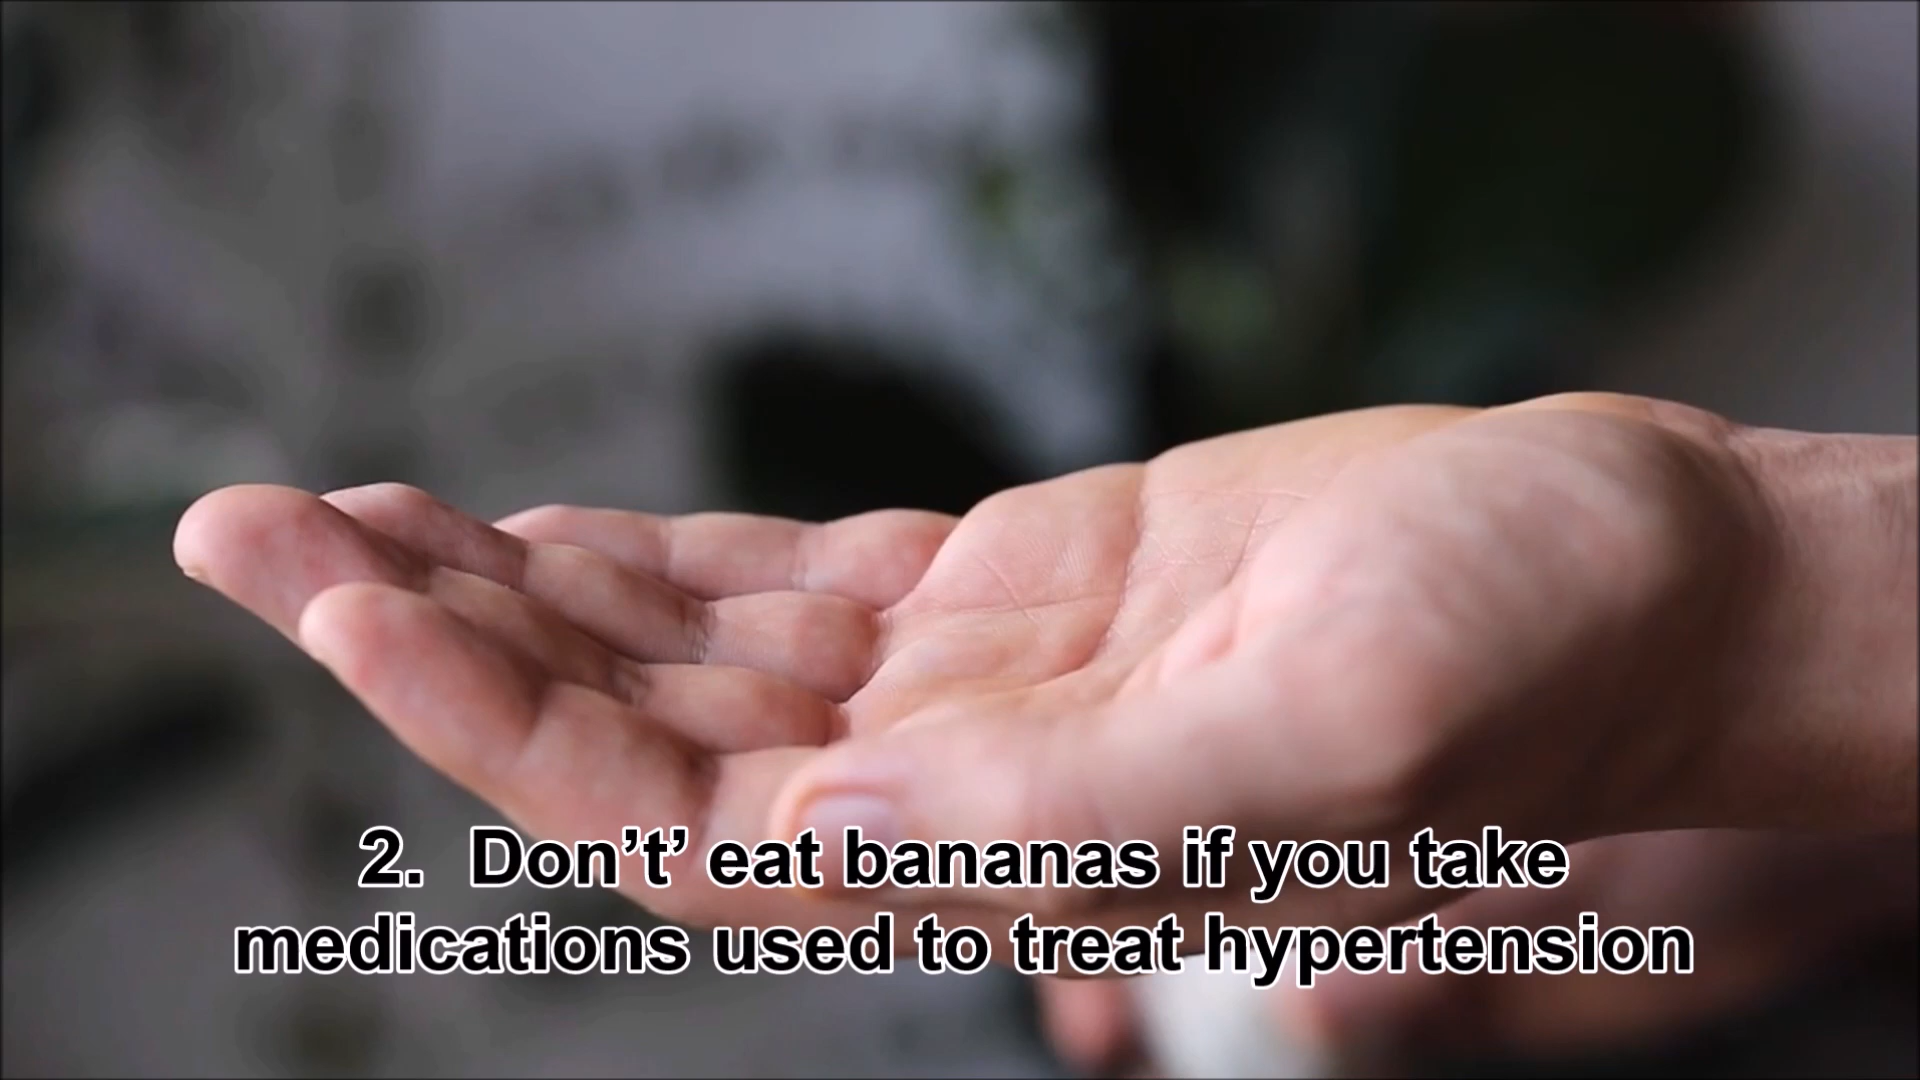 2. Don’t’ eat bananas if you take
medications used to treat hypertension